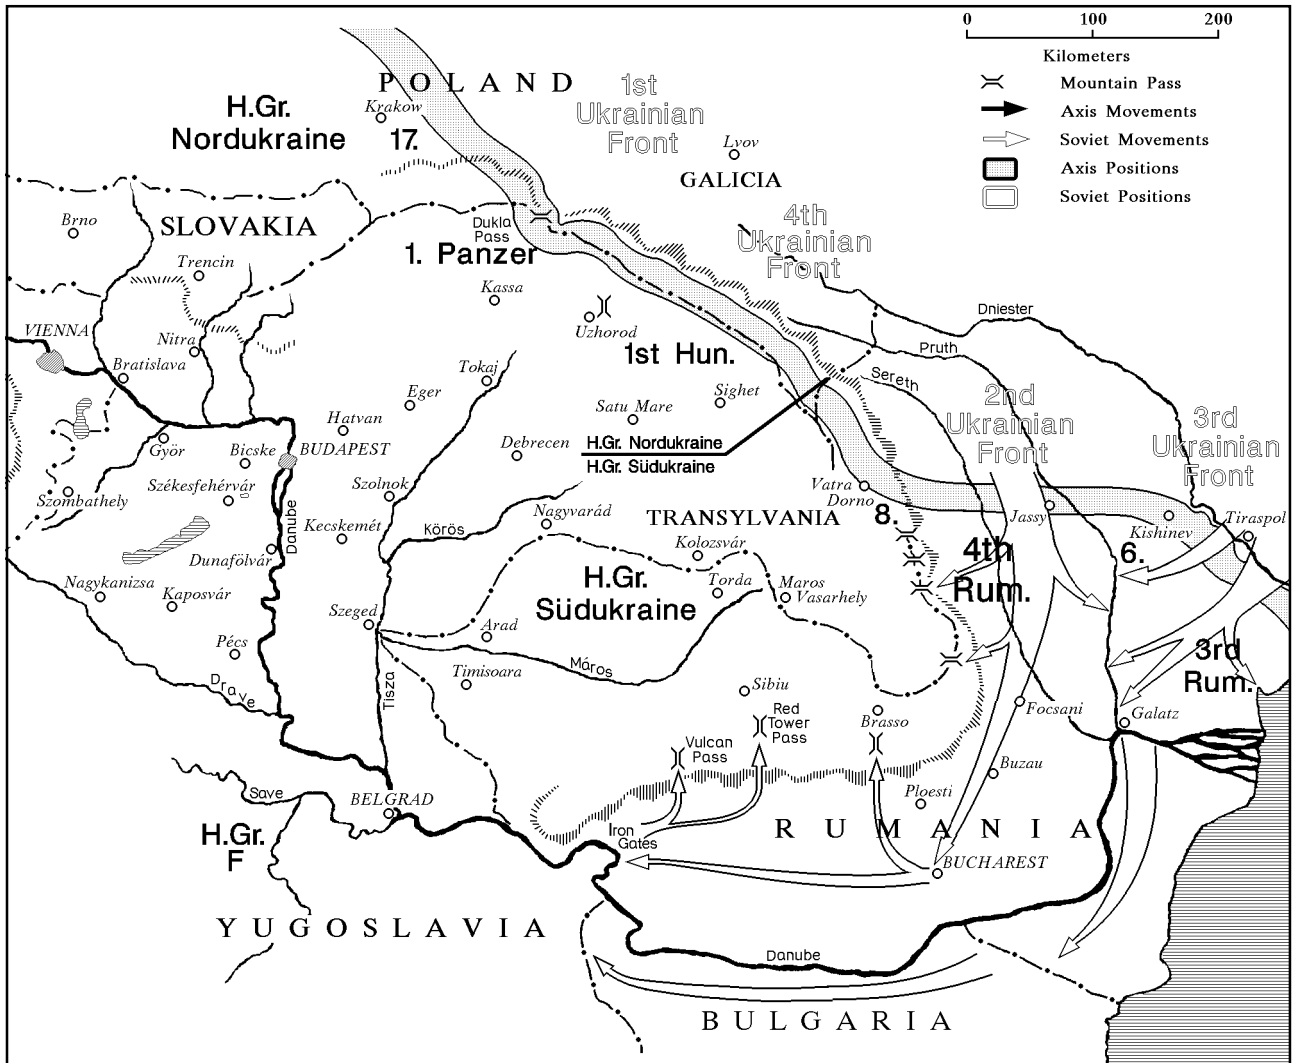 0 100 200
Kilometers
Mountain Pass
Axis Movements
Soviet Movements
Axis Positions
Soviet Positions
POLAND
Krakow
H.Gr.
Nordukraine
17.
1st
Ukrainian
Front
Lvov
GALICIA
Brno
SLOVAKIA
Trencin
Dukla
Pass
1. Panzer
4th
Ukrainian
Front
Kassa
Uzhorod
Dniester
VIENNA
Nitra
Bratislava
1st Hun.
Pruth
Sereth
Tokaj
Eger
Sighet
Satu Mare
2nd
Ukrainian
Front
3rd
Ukrainian
Front
Hatvan
Györ
Bicske
BUDAPEST
Debrecen
H.Gr. Nordukraine
H.Gr. Südukraine
Szombathely
Székesfehérvár
Szolnok
Vatra
Dorno
Danube
Kecskemét
Körös
Nagyvarád
TRANSYLVANIA
8.
Jassy
Kishinev
Tiraspol
Dunafölvár
Kolozsvár
4th
Rum.
6.
Nagykanizsa
Kaposvár
H.Gr.
Südukraine
Torda
Maros
Vasarhely
Szeged
Arad
Pécs
Drave
Tisza
Timisoara
Máros
3rd
Rum.
Sibiu
Red
Tower
Pass
Brasso
Focsani
Galatz
Vulcan
Pass
Buzau
Save
BELGRAD
Ploesti
H.Gr.
F
Iron
Gates
RUMANIA
BUCHAREST
YUGOSLAVIA
Danube
BULGARIA